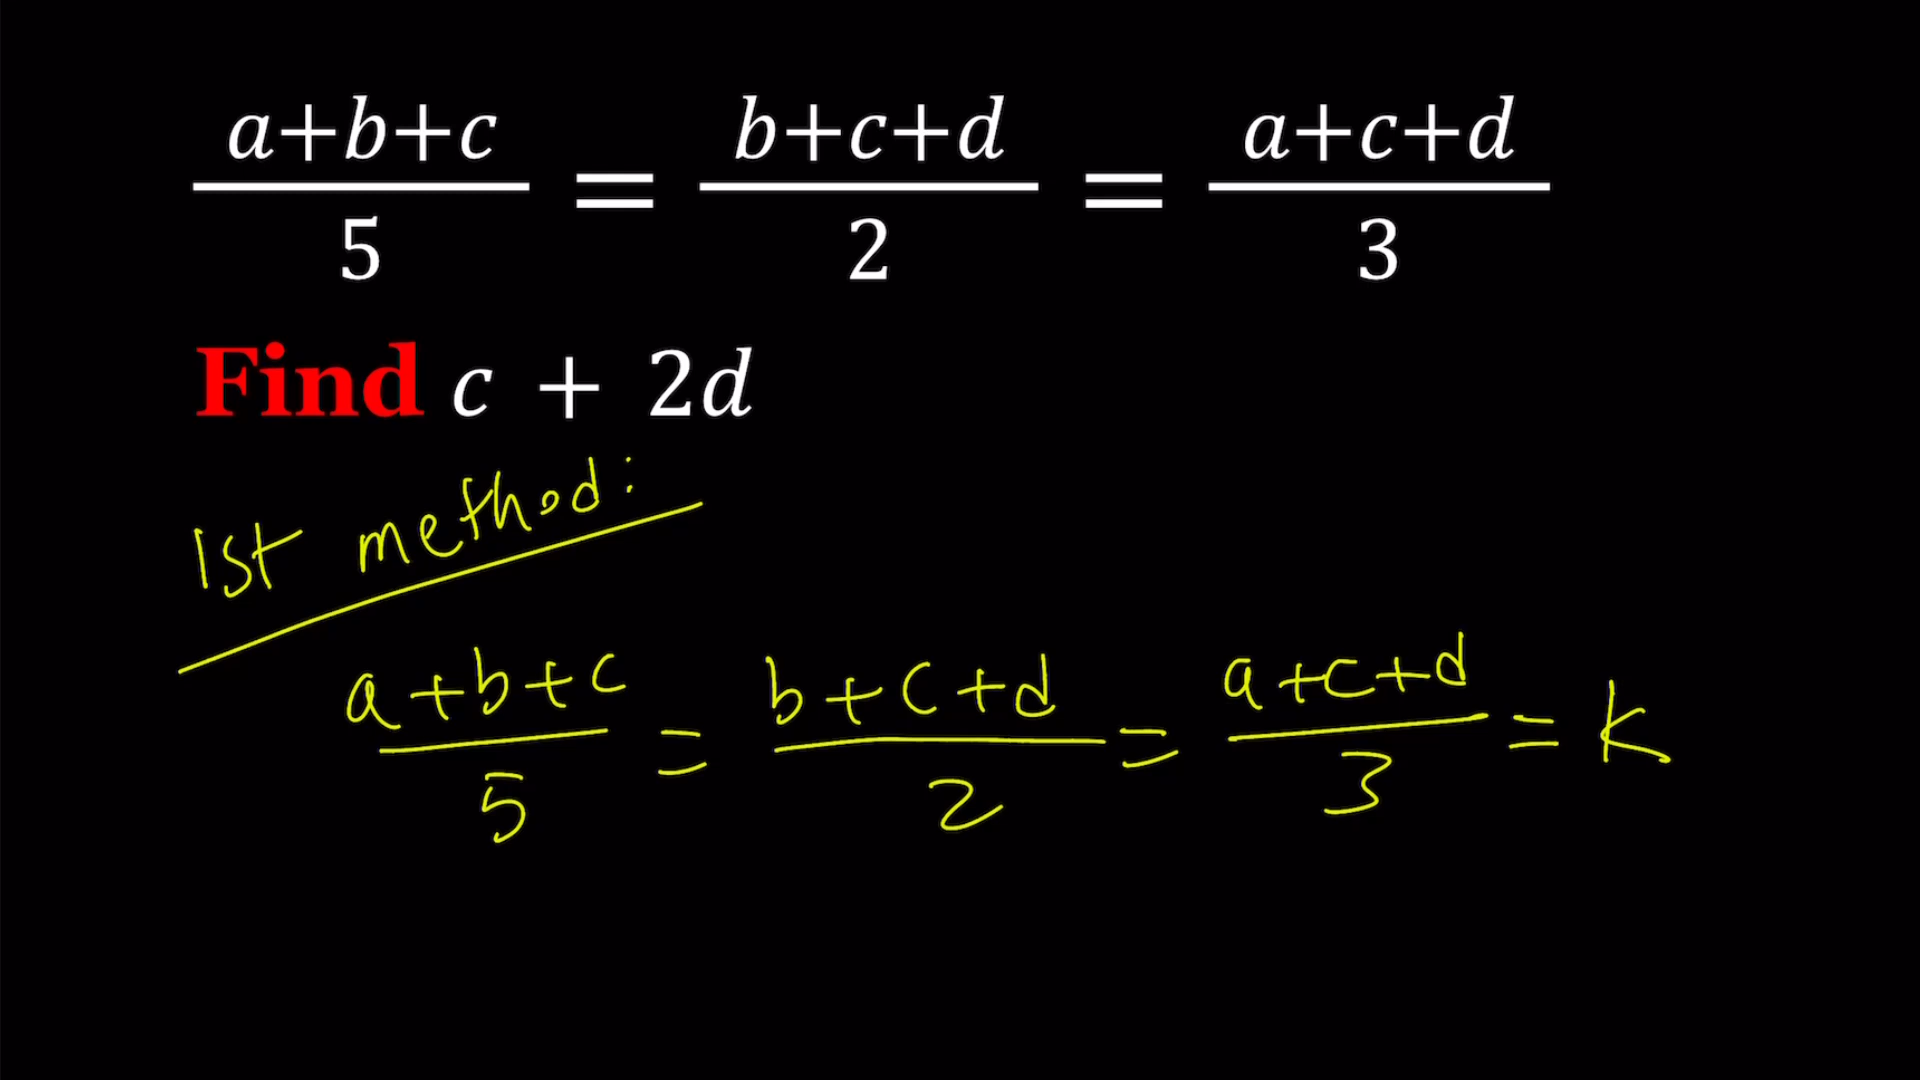 a+b+c/5 = b+c+d/2 = a+c+d/3
Find c + 2d
1st method:
a+b+c/5 = b+c+d/2 = a+c+d/3 = k